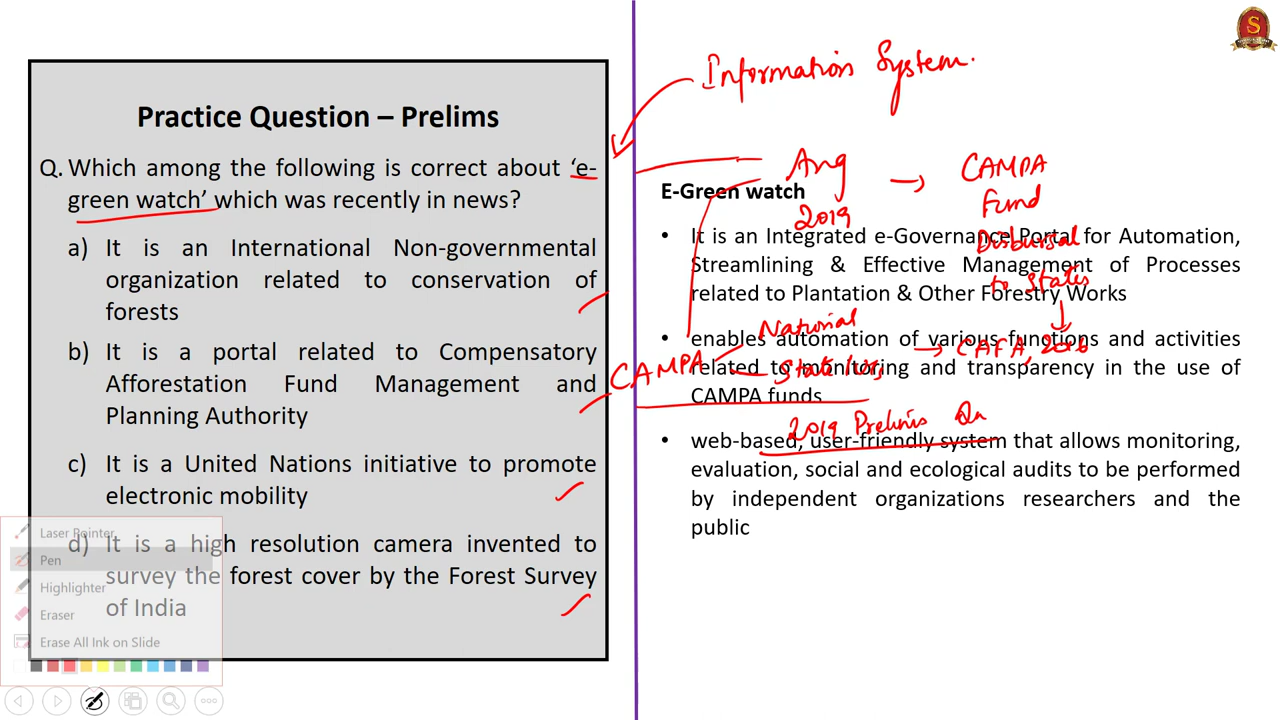 Practice Question – Prelims
Q. Which among the following is correct about ‘e-
green watch’ which was recently in news?
a) It is an International Non-governmental
organization related to conservation of
forests
b) It is a portal related to Compensatory
Afforestation Fund Management and
Planning Authority
c) It is a United Nations initiative to promote
electronic mobility
d) It is a high resolution camera invented to
survey the forest cover by the Forest Survey
of India
Laser Pointer
Pen
Highlighter
Eraser
Erase All Ink on Slide
S
Information System.
Aug 2019 → CAMPA Fund Disbursal to States
→ CAFA, 2016
E-Green watch
• It is an Integrated e-Governance Portal for Automation,
Streamlining & Effective Management of Processes
related to Plantation & Other Forestry Works
• enables automation of various functions and activities
related to monitoring and transparency in the use of
CAMPA funds
CAMPA
National
State
2019 Prelims Qn
• web-based, user-friendly system that allows monitoring,
evaluation, social and ecological audits to be performed
by independent organizations researchers and the
public